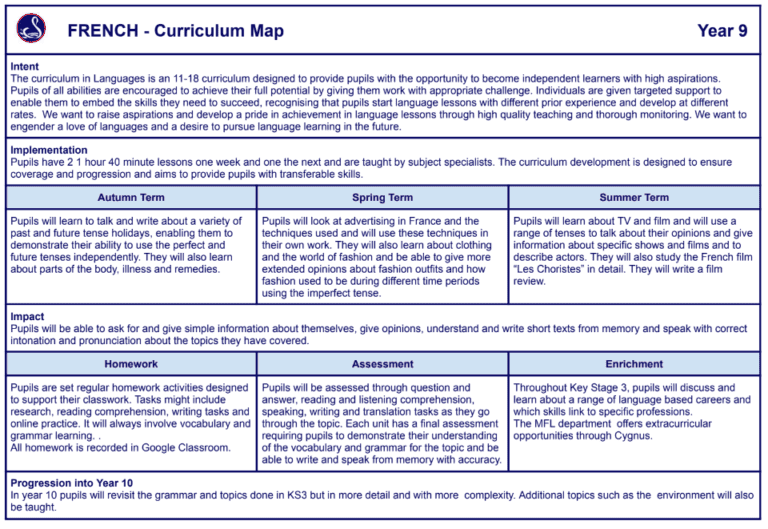 FRENCH - Curriculum Map
Year 9
Intent
The curriculum in Languages is an 11-18 curriculum designed to provide pupils with the opportunity to become independent learners with high aspirations.
Pupils of all abilities are encouraged to achieve their full potential by giving them work with appropriate challenge. Individuals are given targeted support to
enable them to embed the skills they need to succeed, recognising that pupils start language lessons with different prior experience and develop at different
rates. We want to raise aspirations and develop a pride in achievement in language lessons through high quality teaching and thorough monitoring. We want to
engender a love of languages and a desire to pursue language learning in the future.
Implementation
Pupils have 2 1 hour 40 minute lessons one week and one the next and are taught by subject specialists. The curriculum development is designed to ensure
coverage and progression and aims to provide pupils with transferable skills.
Autumn Term
Pupils will learn to talk and write about a variety of
past and future tense holidays, enabling them to
demonstrate their ability to use the perfect and
future tenses independently. They will also learn
about parts of the body, illness and remedies.
Spring Term
Pupils will look at advertising in France and the
techniques used and will use these techniques in
their own work. They will also learn about clothing
and the world of fashion and be able to give more
extended opinions about fashion outfits and how
fashion used to be during different time periods
using the imperfect tense.
Summer Term
Pupils will learn about TV and film and will use a
range of tenses to talk about their opinions and give
information about specific shows and films and to
describe actors. They will also study the French film
“Les Choristes” in detail. They will write a film
review.
Impact
Pupils will be able to ask for and give simple information about themselves, give opinions, understand and write short texts from memory and speak with correct
intonation and pronunciation about the topics they have covered.
Homework
Pupils are set regular homework activities designed
to support their classwork. Tasks might include
research, reading comprehension, writing tasks and
online practice. It will always involve vocabulary and
grammar learning. .
All homework is recorded in Google Classroom.
Assessment
Pupils will be assessed through question and
answer, reading and listening comprehension,
speaking, writing and translation tasks as they go
through the topic. Each unit has a final assessment
requiring pupils to demonstrate their understanding
of the vocabulary and grammar for the topic and be
able to write and speak from memory with accuracy.
Enrichment
Throughout Key Stage 3, pupils will discuss and
learn about a range of language based careers and
which skills link to specific professions.
The MFL department offers extracurricular
opportunities through Cygnus.
Progression into Year 10
In year 10 pupils will revisit the grammar and topics done in KS3 but in more detail and with more complexity. Additional topics such as the environment will also
be taught.